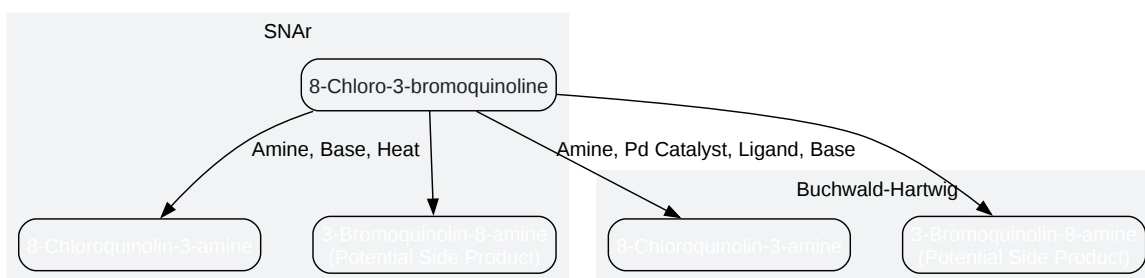 SNAr
8-Chloro-3-bromoquinoline
Amine, Base, Heat
Amine, Pd Catalyst, Ligand, Base
Buchwald-Hartwig
8-Chloroquinolin-3-amine
3-Bromoquinolin-8-amine
(Potential Side Product)
8-Chloroquinolin-3-amine
3-Bromoquinolin-8-amine
(Potential Side Product)